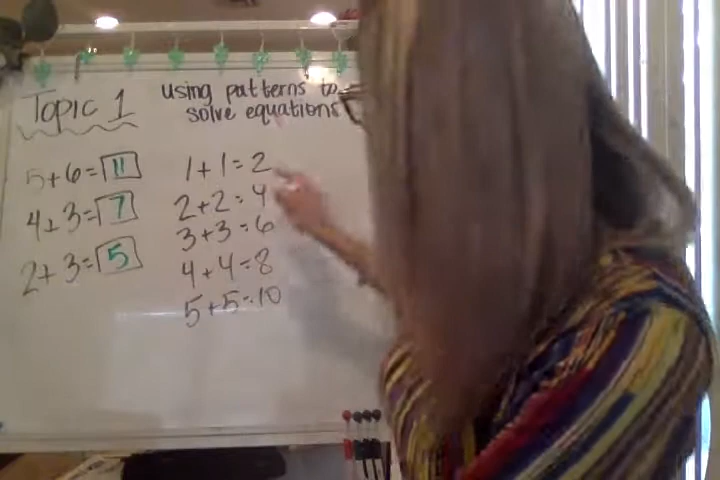 Topic 1
using patterns to
solve equations
5+6=11
4+3=7
2+3=5
1+1=2
2+2=4
3+3=6
4+4=8
5+5=10